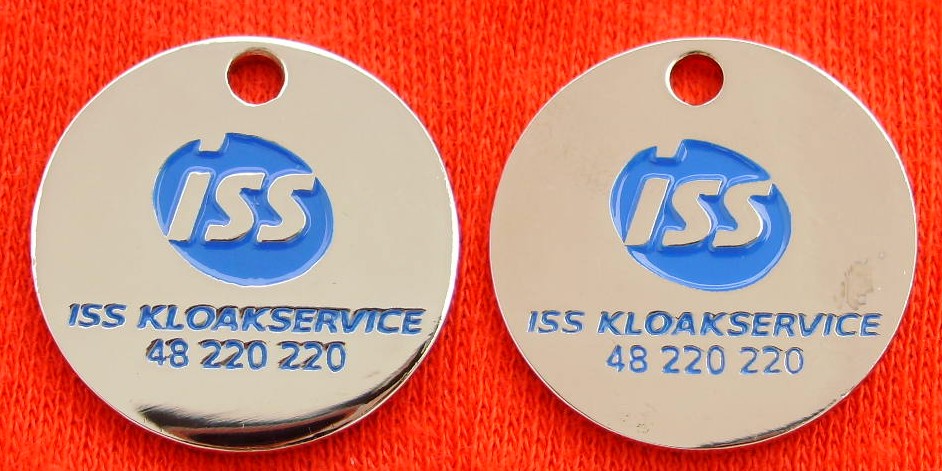 ISS
ISS KLOAKSERVICE
48 220 220
ISS
ISS KLOAKSERVICE
48 220 220